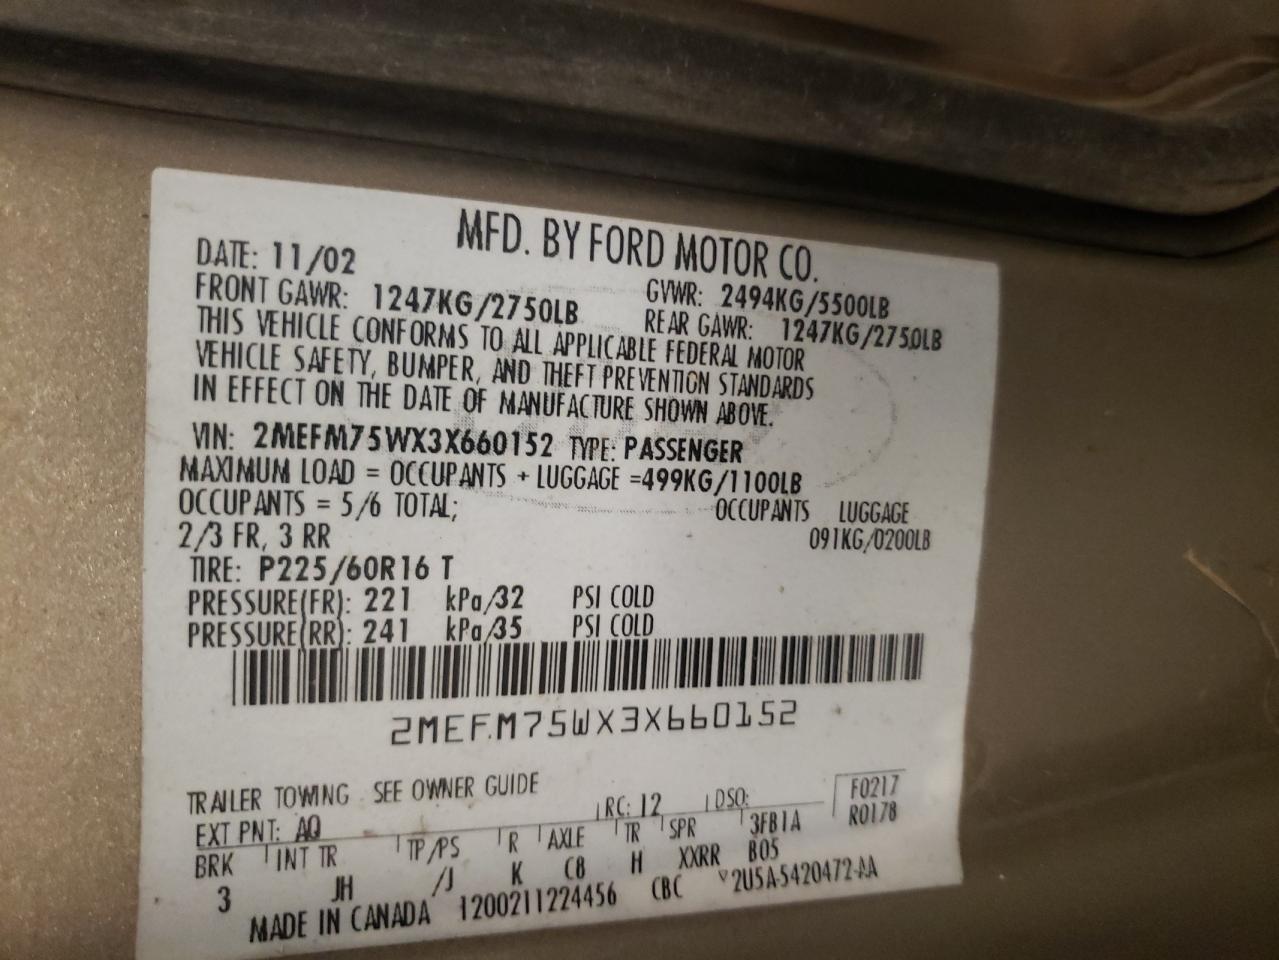 MFD. BY FORD MOTOR CO.
DATE: 11/02 GVWR: 2494KG/5500LB
FRONT GAWR: 1247KG/2750LB REAR GAWR: 1247KG/2750LB
THIS VEHICLE CONFORMS TO ALL APPLICABLE FEDERAL MOTOR
VEHICLE SAFETY, BUMPER, AND THEFT PREVENTION STANDARDS
IN EFFECT ON THE DATE OF MANUFACTURE SHOWN ABOVE.
VIN: 2MEFM75WX3X660152 TYPE: PASSENGER
MAXIMUM LOAD = OCCUPANTS + LUGGAGE =499KG/1100LB
OCCUPANTS = 5/6 TOTAL; OCCUPANTS LUGGAGE
2/3 FR, 3 RR 091KG/0200LB
TIRE: P225/60R16 T
PRESSURE(FR): 221 kPa/32 PSI COLD
PRESSURE(RR): 241 kPa/35 PSI COLD
2MEFM75WX3X660152
TRAILER TOWING SEE OWNER GUIDE
EXT PNT: AQ RC: 12 DSO: F0217
BRK INT TR TP/PS R AXLE TR SPR 3FB1A R0178
3 JH /J K C8 H XXRR B05
MADE IN CANADA 1200211224456 CBC 2U5A-5420472-AA